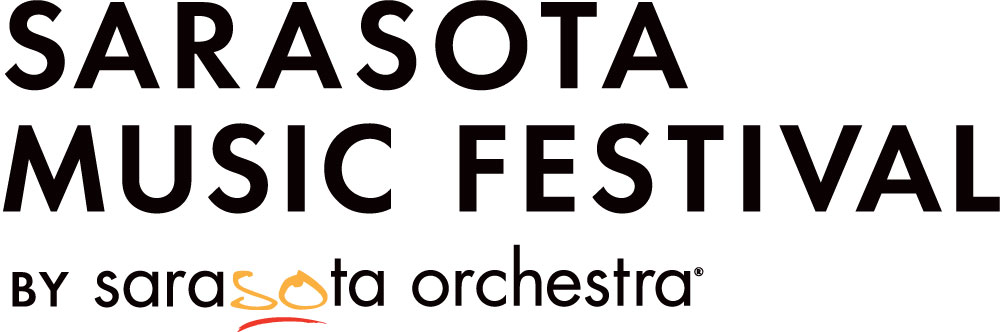 SARASOTA
MUSIC FESTIVAL
BY sarasota orchestra®